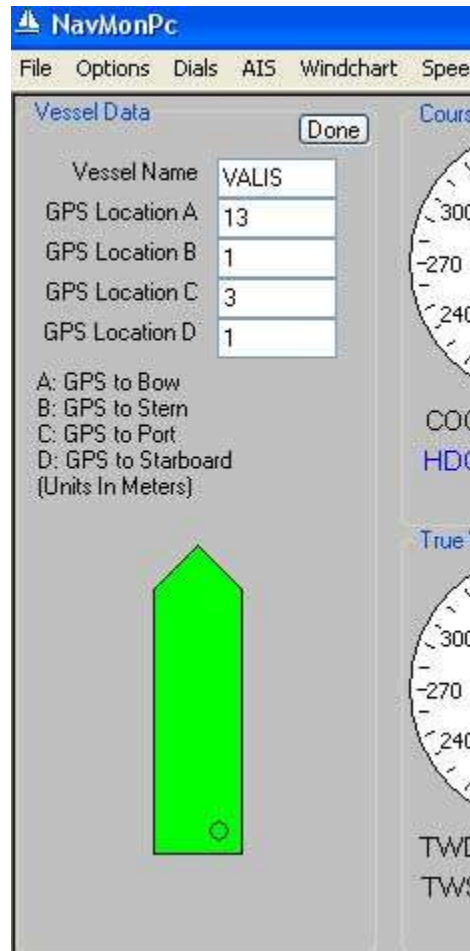 NavMonPc
File Options Dials AIS Windchart
Vessel Data
Done
Vessel Name VALIS
GPS Location A 13
GPS Location B 1
GPS Location C 3
GPS Location D 1
A: GPS to Bow
B: GPS to Stern
C: GPS to Port
D: GPS to Starboard
(Units In Meters)
300
270
240
HDG
True
300
270
240